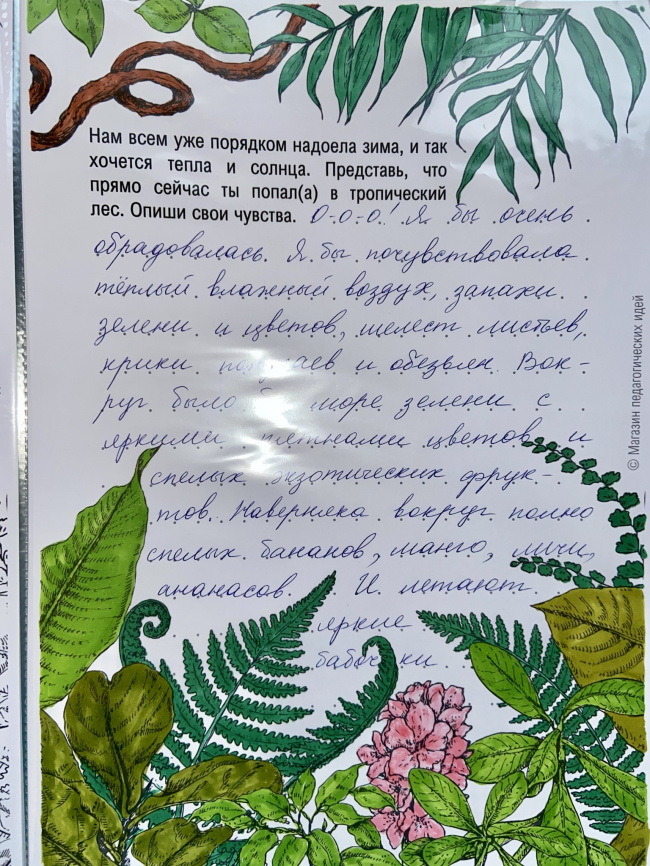 Нам всем уже порядком надоела зима, и так
хочется тепла и солнца. Представь, что
прямо сейчас ты попал(а) в тропический
лес. Опиши свои чувства. О-о-о! Я бы очень
обрадовалась. Я бы почувствовала
тёплый влажный воздух, запахи
зелени и цветов, шелест листьев,
крики попугаев и обезьян. Вок-
руг было бы море зелени с
яркими пятнами цветов и
спелых экзотических фрук-
тов. Наверняка вокруг полно
спелых бананов, манго, личи,
ананасов. И летают
яркие
бабочки.
© Магазин педагогических идей